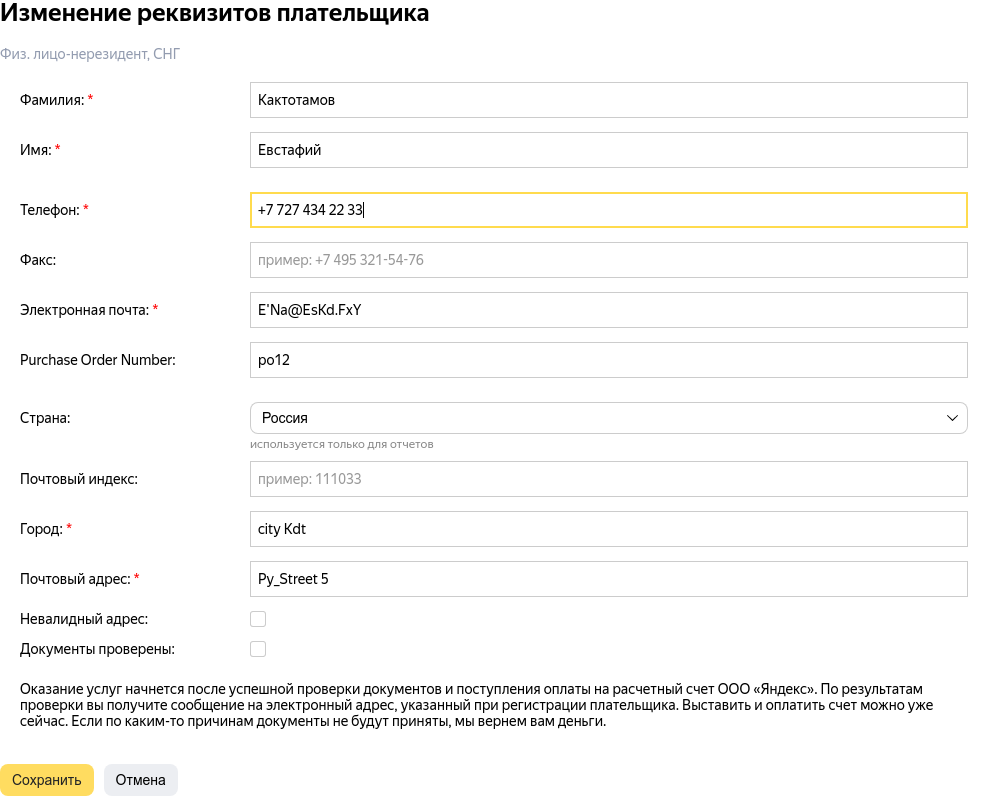 Изменение реквизитов плательщика
Физ. лицо-нерезидент, СНГ
Фамилия: * Кактотамов
Имя: * Евстафий
Телефон: * +7 727 434 22 33
Факс: пример: +7 495 321-54-76
Электронная почта: * E'Na@EsKd.FxY
Purchase Order Number: po12
Страна: Россия
используется только для отчетов
Почтовый индекс: пример: 111033
Город: * city Kdt
Почтовый адрес: * Py_Street 5
Невалидный адрес:
Документы проверены:
Оказание услуг начнется после успешной проверки документов и поступления оплаты на расчетный счет ООО «Яндекс». По результатам
проверки вы получите сообщение на электронный адрес, указанный при регистрации плательщика. Выставить и оплатить счет можно уже
сейчас. Если по каким-то причинам документы не будут приняты, мы вернем вам деньги.
Сохранить Отмена